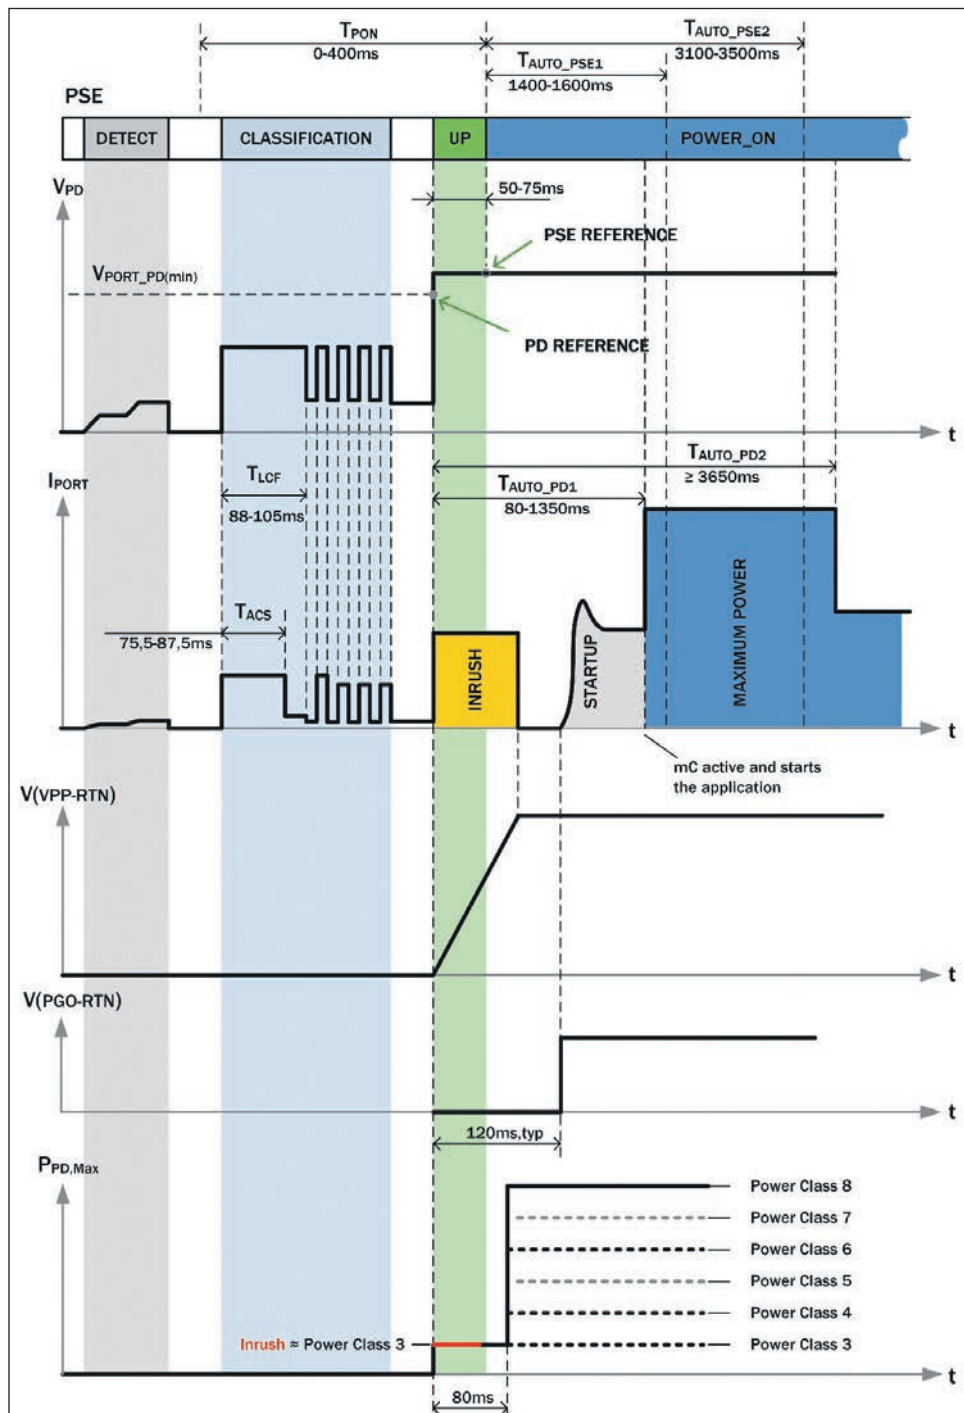 TPON
0-400ms
TAUTO_PSE2
3100-3500ms
TAUTO_PSE1
1400-1600ms
PSE
DETECT
CLASSIFICATION
UP
POWER_ON
VPD
50-75ms
PSE REFERENCE
VPORT_PD(min)
PD REFERENCE
t
TAUTO_PD2
≥ 3650ms
IPORT
TLCF
88-105ms
TAUTO_PD1
80-1350ms
TACS
75,5-87,5ms
INRUSH
STARTUP
MAXIMUM POWER
t
mC active and starts
the application
V(VPP-RTN)
t
V(PGO-RTN)
t
120ms,typ
PPD,Max
Power Class 8
Power Class 7
Power Class 6
Power Class 5
Power Class 4
Inrush ≈ Power Class 3
Power Class 3
t
80ms